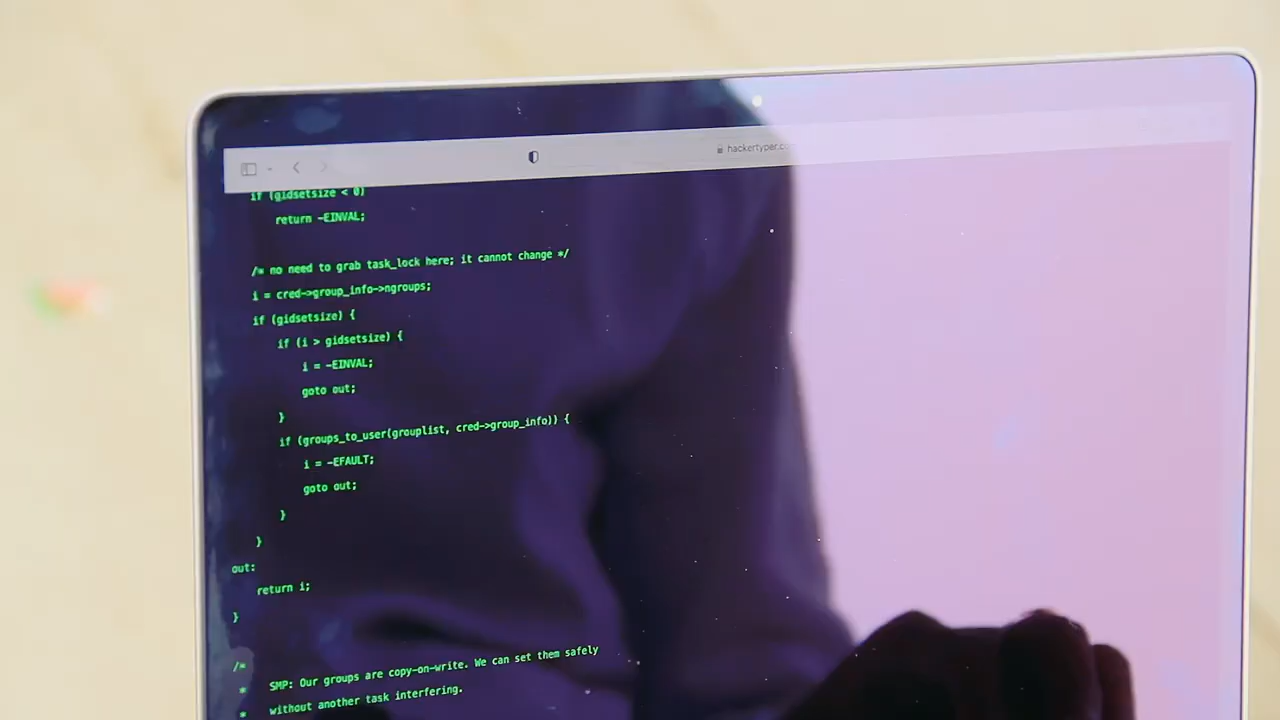 hackertyper.c
if (gidsetsize < 0)
return -EINVAL;
/* no need to grab task_lock here; it cannot change */
i = cred->group_info->ngroups;
if (gidsetsize) {
if (i > gidsetsize) {
i = -EINVAL;
goto out;
}
if (groups_to_user(grouplist, cred->group_info)) {
i = -EFAULT;
goto out;
}
}
out:
return i;
}
/*
* SMP: Our groups are copy-on-write. We can set them safely
* without another task interfering.
*